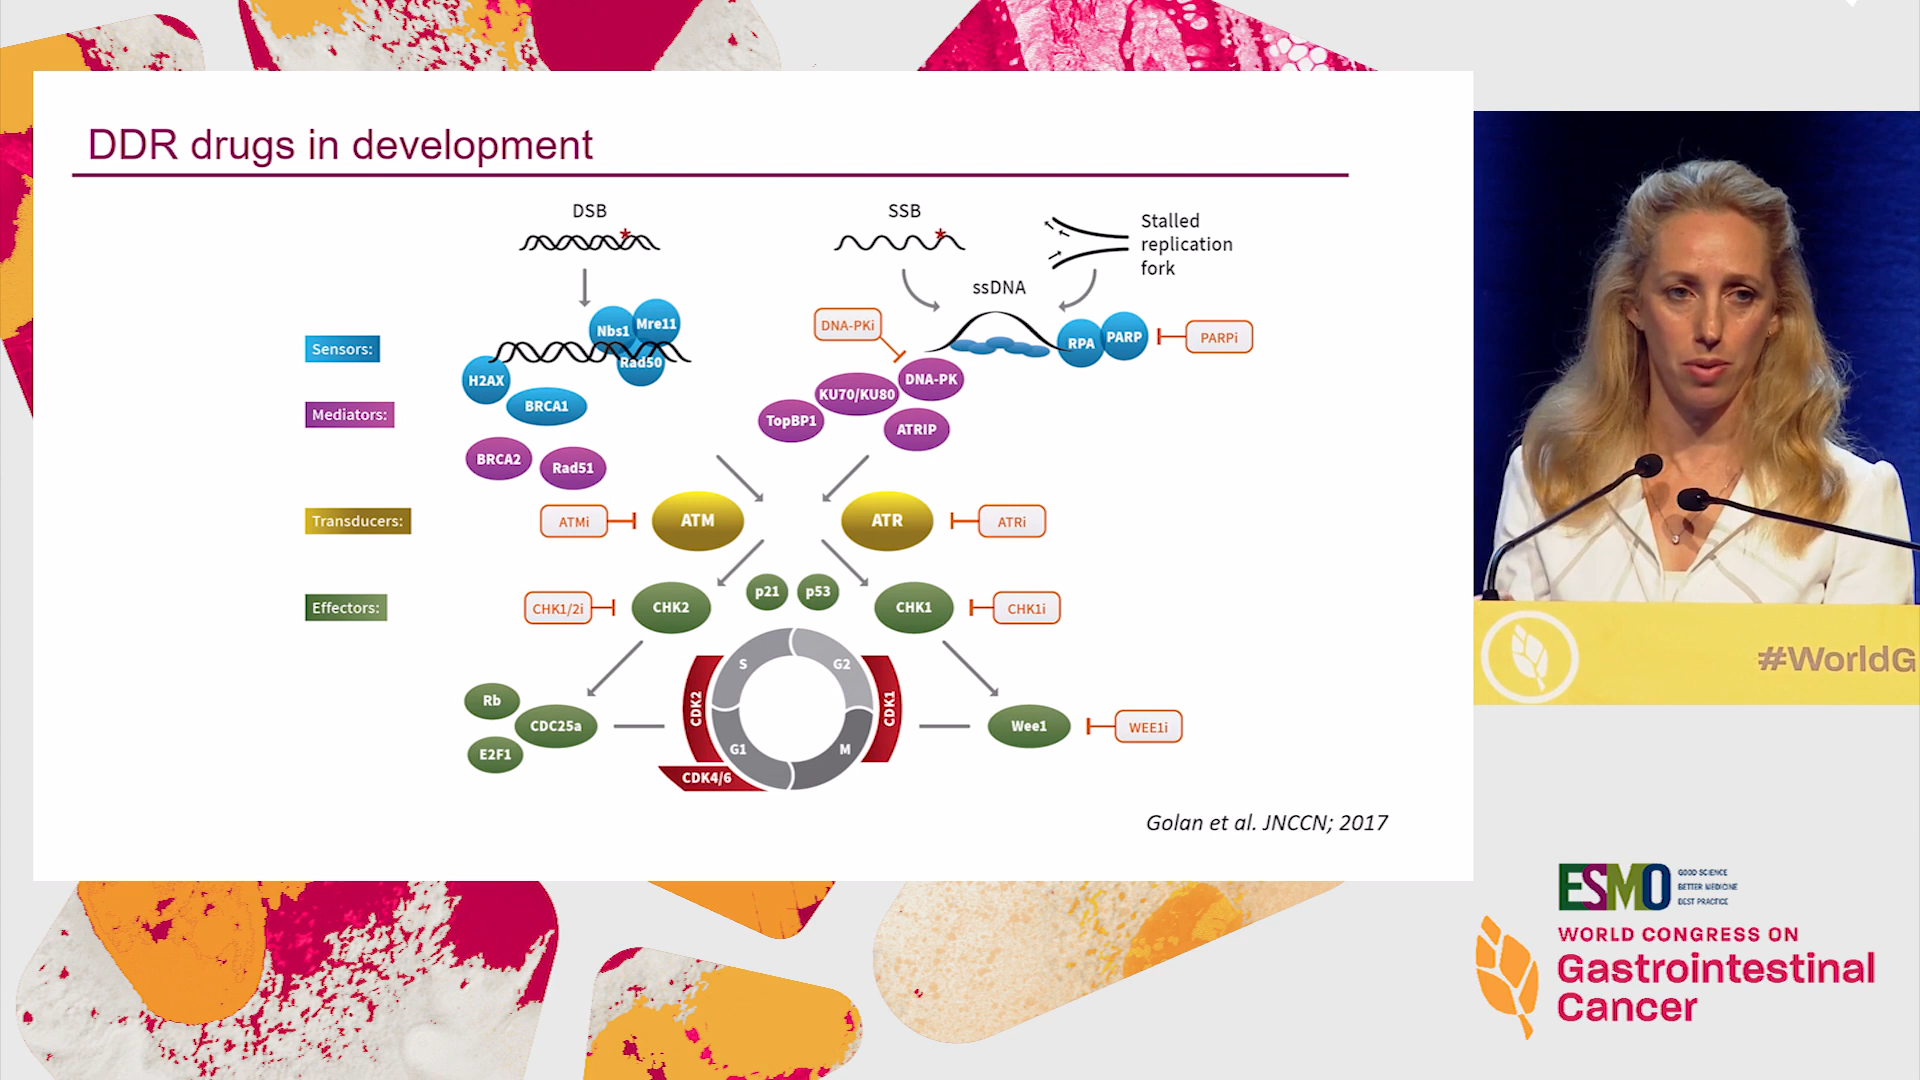 DDR drugs in development
DSB
SSB
Stalled
replication
fork
ssDNA
Nbs1
Mre11
DNA-PKi
Sensors:
RPA
PARP
PARPi
Rad50
H2AX
DNA-PK
BRCA1
KU70/KU80
Mediators:
TopBP1
ATRIP
BRCA2
Rad51
Transducers:
ATMi
ATM
ATR
ATRi
p21
p53
Effectors:
CHK1/2i
CHK2
CHK1
CHK1i
S
G2
Rb
CDK2
CDK1
CDC25a
Wee1
WEE1i
E2F1
G1
M
CDK4/6
Golan et al. JNCCN; 2017
#WorldG
ESMO
GOOD SCIENCE
BETTER MEDICINE
BEST PRACTICE
WORLD CONGRESS ON
Gastrointestinal
Cancer